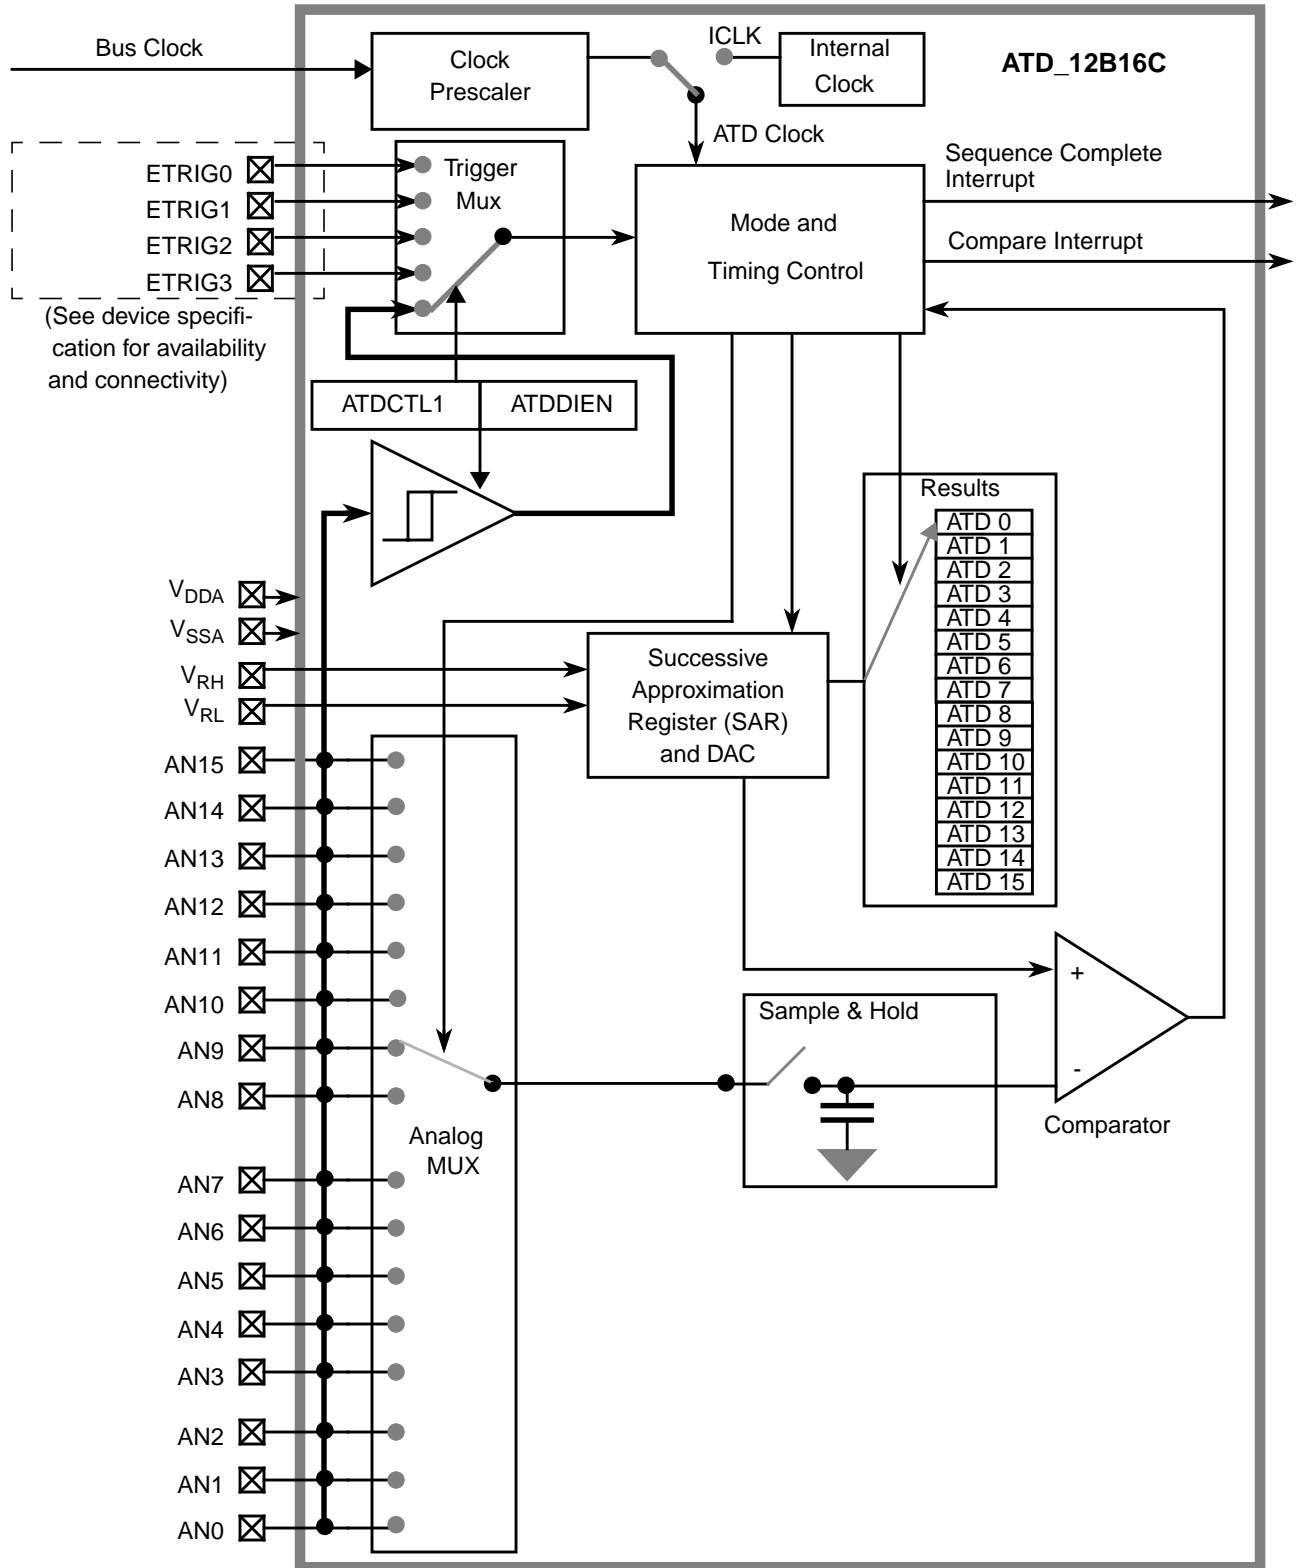 Bus Clock
Clock
Prescaler
ICLK
Internal
Clock
ATD_12B16C
ATD Clock
ETRIG0
ETRIG1
ETRIG2
ETRIG3
(See device specifi-
cation for availability
and connectivity)
Trigger
Mux
Mode and
Timing Control
Sequence Complete
Interrupt
Compare Interrupt
ATDCTL1
ATDDIEN
Results
ATD 0
ATD 1
ATD 2
ATD 3
ATD 4
ATD 5
ATD 6
ATD 7
ATD 8
ATD 9
ATD 10
ATD 11
ATD 12
ATD 13
ATD 14
ATD 15
VDDA
VSSA
VRH
VRL
Successive
Approximation
Register (SAR)
and DAC
AN15
AN14
AN13
AN12
AN11
AN10
AN9
AN8
AN7
AN6
AN5
AN4
AN3
AN2
AN1
AN0
Analog
MUX
Sample & Hold
+
-
Comparator